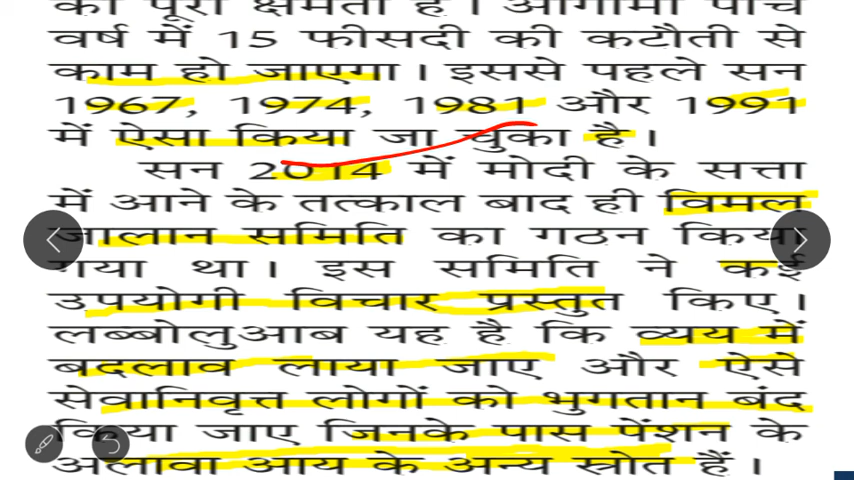 की पूरी क्षमता है। आगामी पांच
वर्ष में 15 फीसदी की कटौती से
काम हो जाएगा। इससे पहले सन
1967, 1974, 1981 और 1991
में ऐसा किया जा चुका है।
सन 2014 में मोदी के सत्ता
में आने के तत्काल बाद ही विमल
जालान समिति का गठन किया
गया था। इस समिति ने कई
उपयोगी विचार प्रस्तुत किए।
लब्बोलुआब यह है कि व्यय में
बदलाव लाया जाए और ऐसे
सेवानिवृत्त लोगों को भुगतान बंद
किया जाए जिनके पास पेंशन के
अलावा आय के अन्य स्रोत हैं।